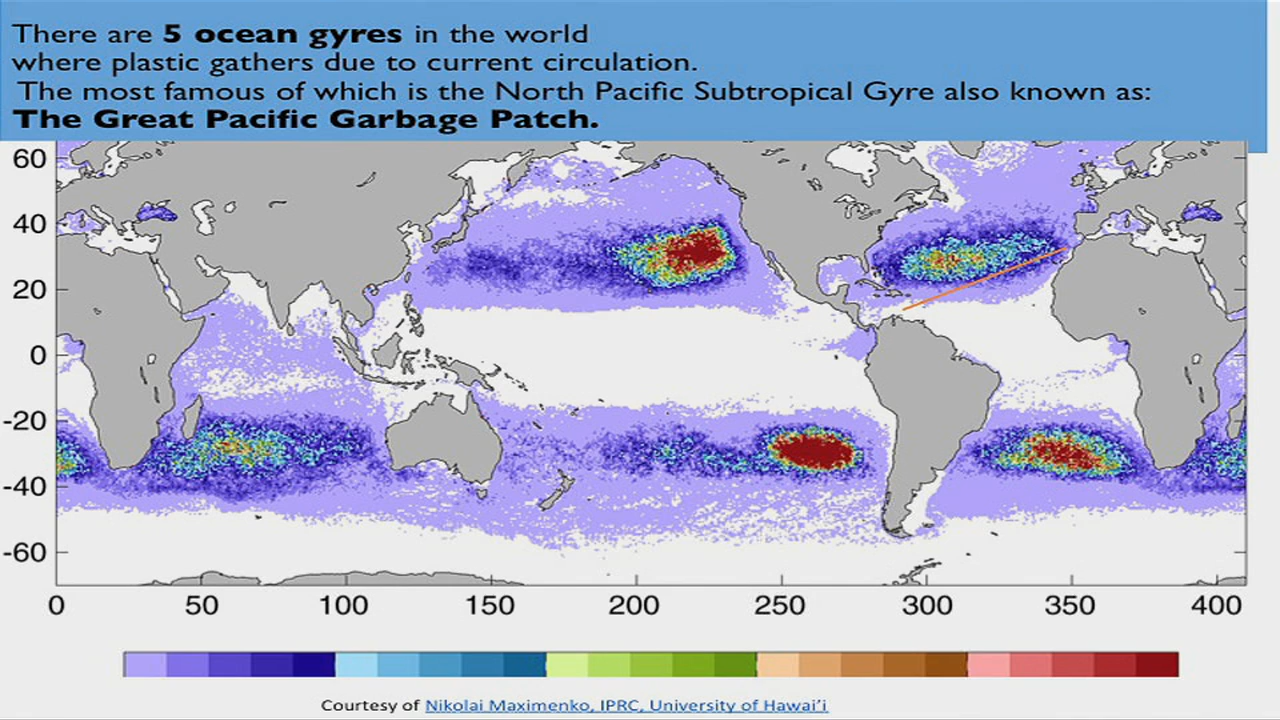 There are 5 ocean gyres in the world
where plastic gathers due to current circulation.
The most famous of which is the North Pacific Subtropical Gyre also known as:
The Great Pacific Garbage Patch.
60
40
20
0
-20
-40
-60
0 50 100 150 200 250 300 350 400
Courtesy of Nikolai Maximenko, IPRC, University of Hawai’i